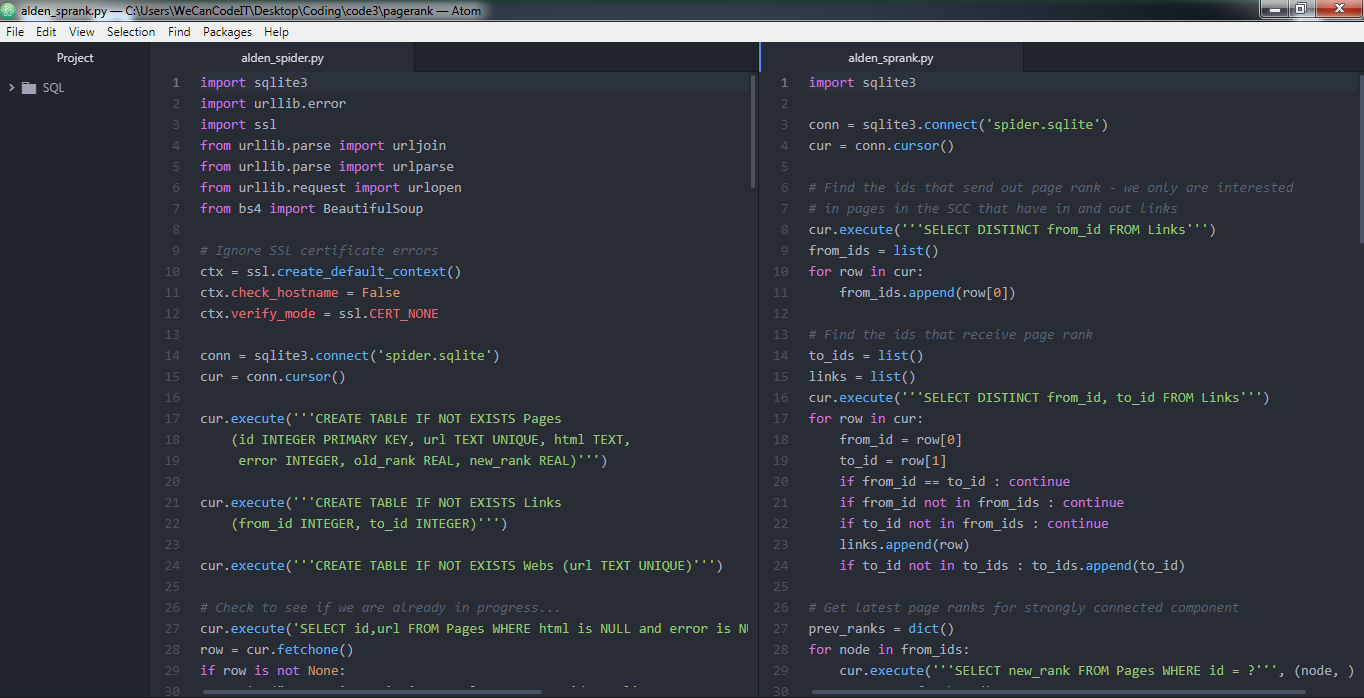 alden_sprank.py — C:\Users\WeCanCodeIT\Desktop\Coding\code3\pagerank — Atom
File Edit View Selection Find Packages Help
Project
SQL
alden_spider.py
1 import sqlite3
2 import urllib.error
3 import ssl
4 from urllib.parse import urljoin
5 from urllib.parse import urlparse
6 from urllib.request import urlopen
7 from bs4 import BeautifulSoup
8
9 # Ignore SSL certificate errors
10 ctx = ssl.create_default_context()
11 ctx.check_hostname = False
12 ctx.verify_mode = ssl.CERT_NONE
13
14 conn = sqlite3.connect('spider.sqlite')
15 cur = conn.cursor()
16
17 cur.execute('''CREATE TABLE IF NOT EXISTS Pages
18     (id INTEGER PRIMARY KEY, url TEXT UNIQUE, html TEXT,
19      error INTEGER, old_rank REAL, new_rank REAL)''')
20
21 cur.execute('''CREATE TABLE IF NOT EXISTS Links
22     (from_id INTEGER, to_id INTEGER)''')
23
24 cur.execute('''CREATE TABLE IF NOT EXISTS Webs (url TEXT UNIQUE)''')
25
26 # Check to see if we are already in progress...
27 cur.execute('SELECT id,url FROM Pages WHERE html is NULL and error is NU
28 row = cur.fetchone()
29 if row is not None:
30
alden_sprank.py
1 import sqlite3
2
3 conn = sqlite3.connect('spider.sqlite')
4 cur = conn.cursor()
5
6 # Find the ids that send out page rank - we only are interested
7 # in pages in the SCC that have in and out links
8 cur.execute('''SELECT DISTINCT from_id FROM Links''')
9 from_ids = list()
10 for row in cur:
11     from_ids.append(row[0])
12
13 # Find the ids that receive page rank
14 to_ids = list()
15 links = list()
16 cur.execute('''SELECT DISTINCT from_id, to_id FROM Links''')
17 for row in cur:
18     from_id = row[0]
19     to_id = row[1]
20     if from_id == to_id : continue
21     if from_id not in from_ids : continue
22     if to_id not in from_ids : continue
23     links.append(row)
24     if to_id not in to_ids : to_ids.append(to_id)
25
26 # Get latest page ranks for strongly connected component
27 prev_ranks = dict()
28 for node in from_ids:
29     cur.execute('''SELECT new_rank FROM Pages WHERE id = ?''', (node, )
30